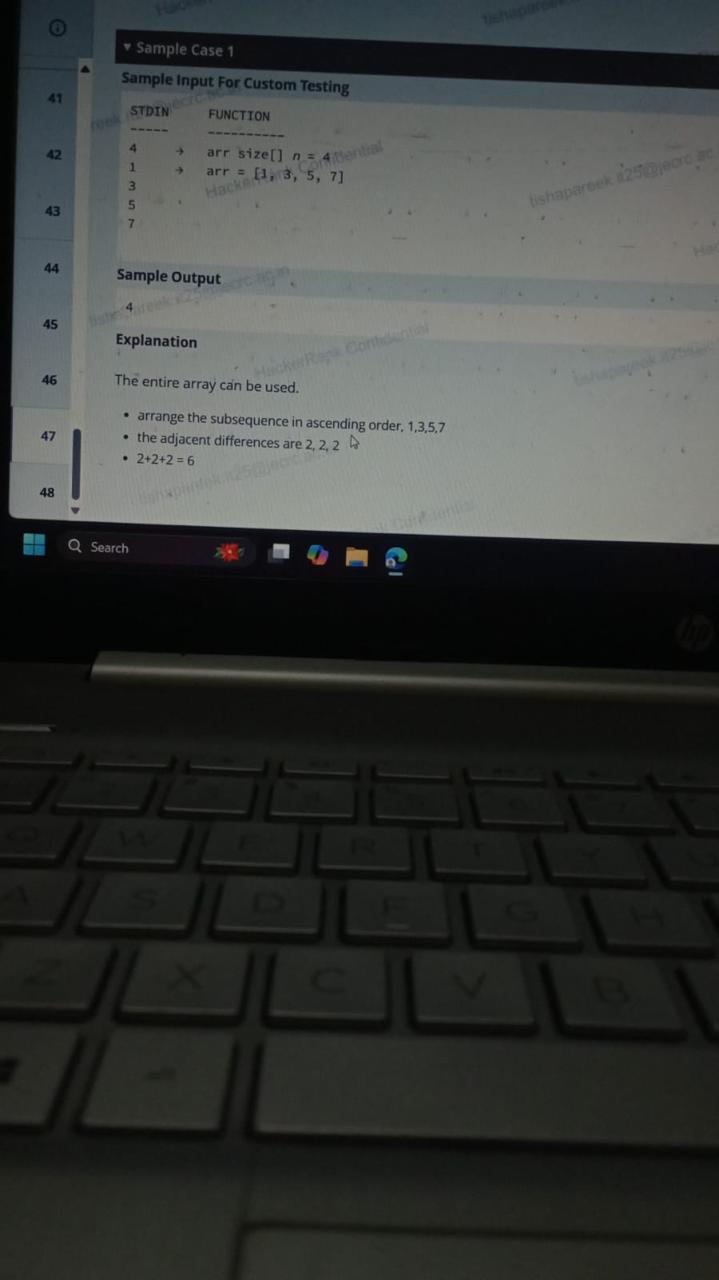 ▼ Sample Case 1
Sample Input For Custom Testing
STDIN FUNCTION
----- ----------
4 → arr size[] n = 4
1 → arr = [1, 3, 5, 7]
3
5
7
Sample Output
4
Explanation
The entire array can be used.
• arrange the subsequence in ascending order, 1,3,5,7
• the adjacent differences are 2, 2, 2
• 2+2+2 = 6
41
42
43
44
45
46
47
48
HackerRank Confidential
Search
hp
W
E
R
T
Y
A
S
D
F
G
H
Z
X
C
V
B